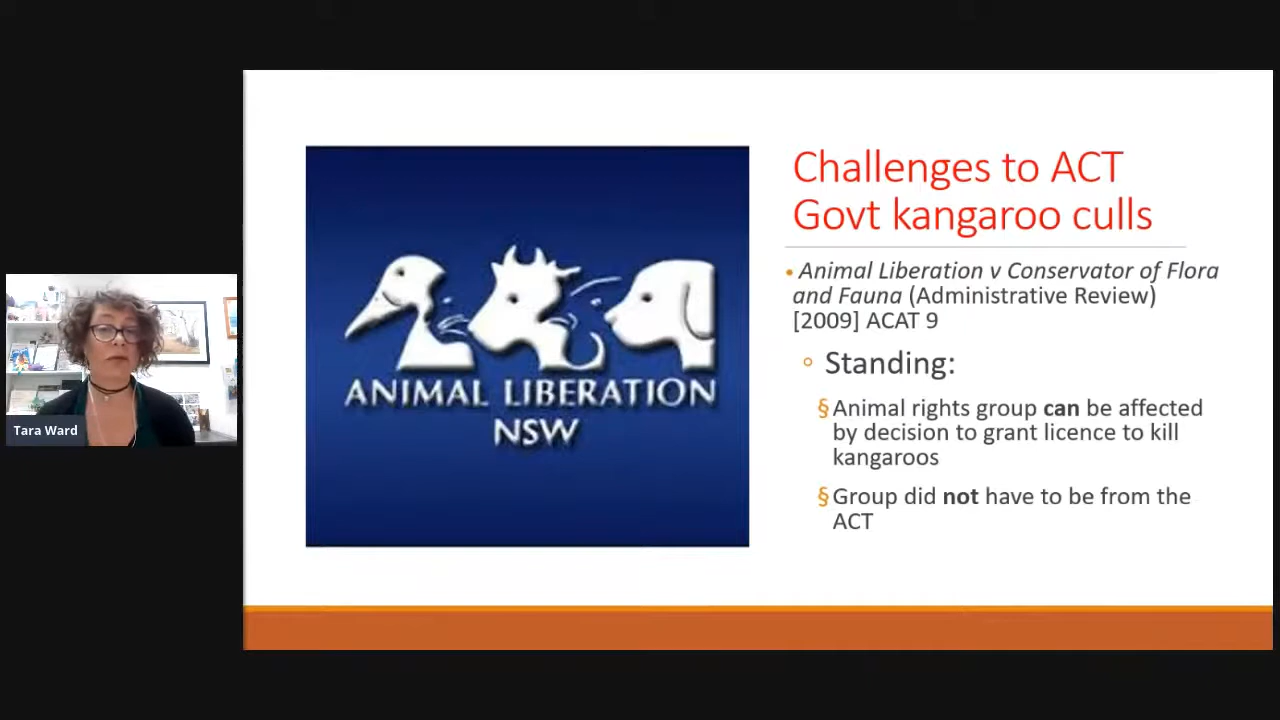 Challenges to ACT
Govt kangaroo culls
• Animal Liberation v Conservator of Flora
and Fauna (Administrative Review)
[2009] ACAT 9
◦ Standing:
§ Animal rights group can be affected
by decision to grant licence to kill
kangaroos
§ Group did not have to be from the
ACT
ANIMAL LIBERATION
NSW
Tara Ward